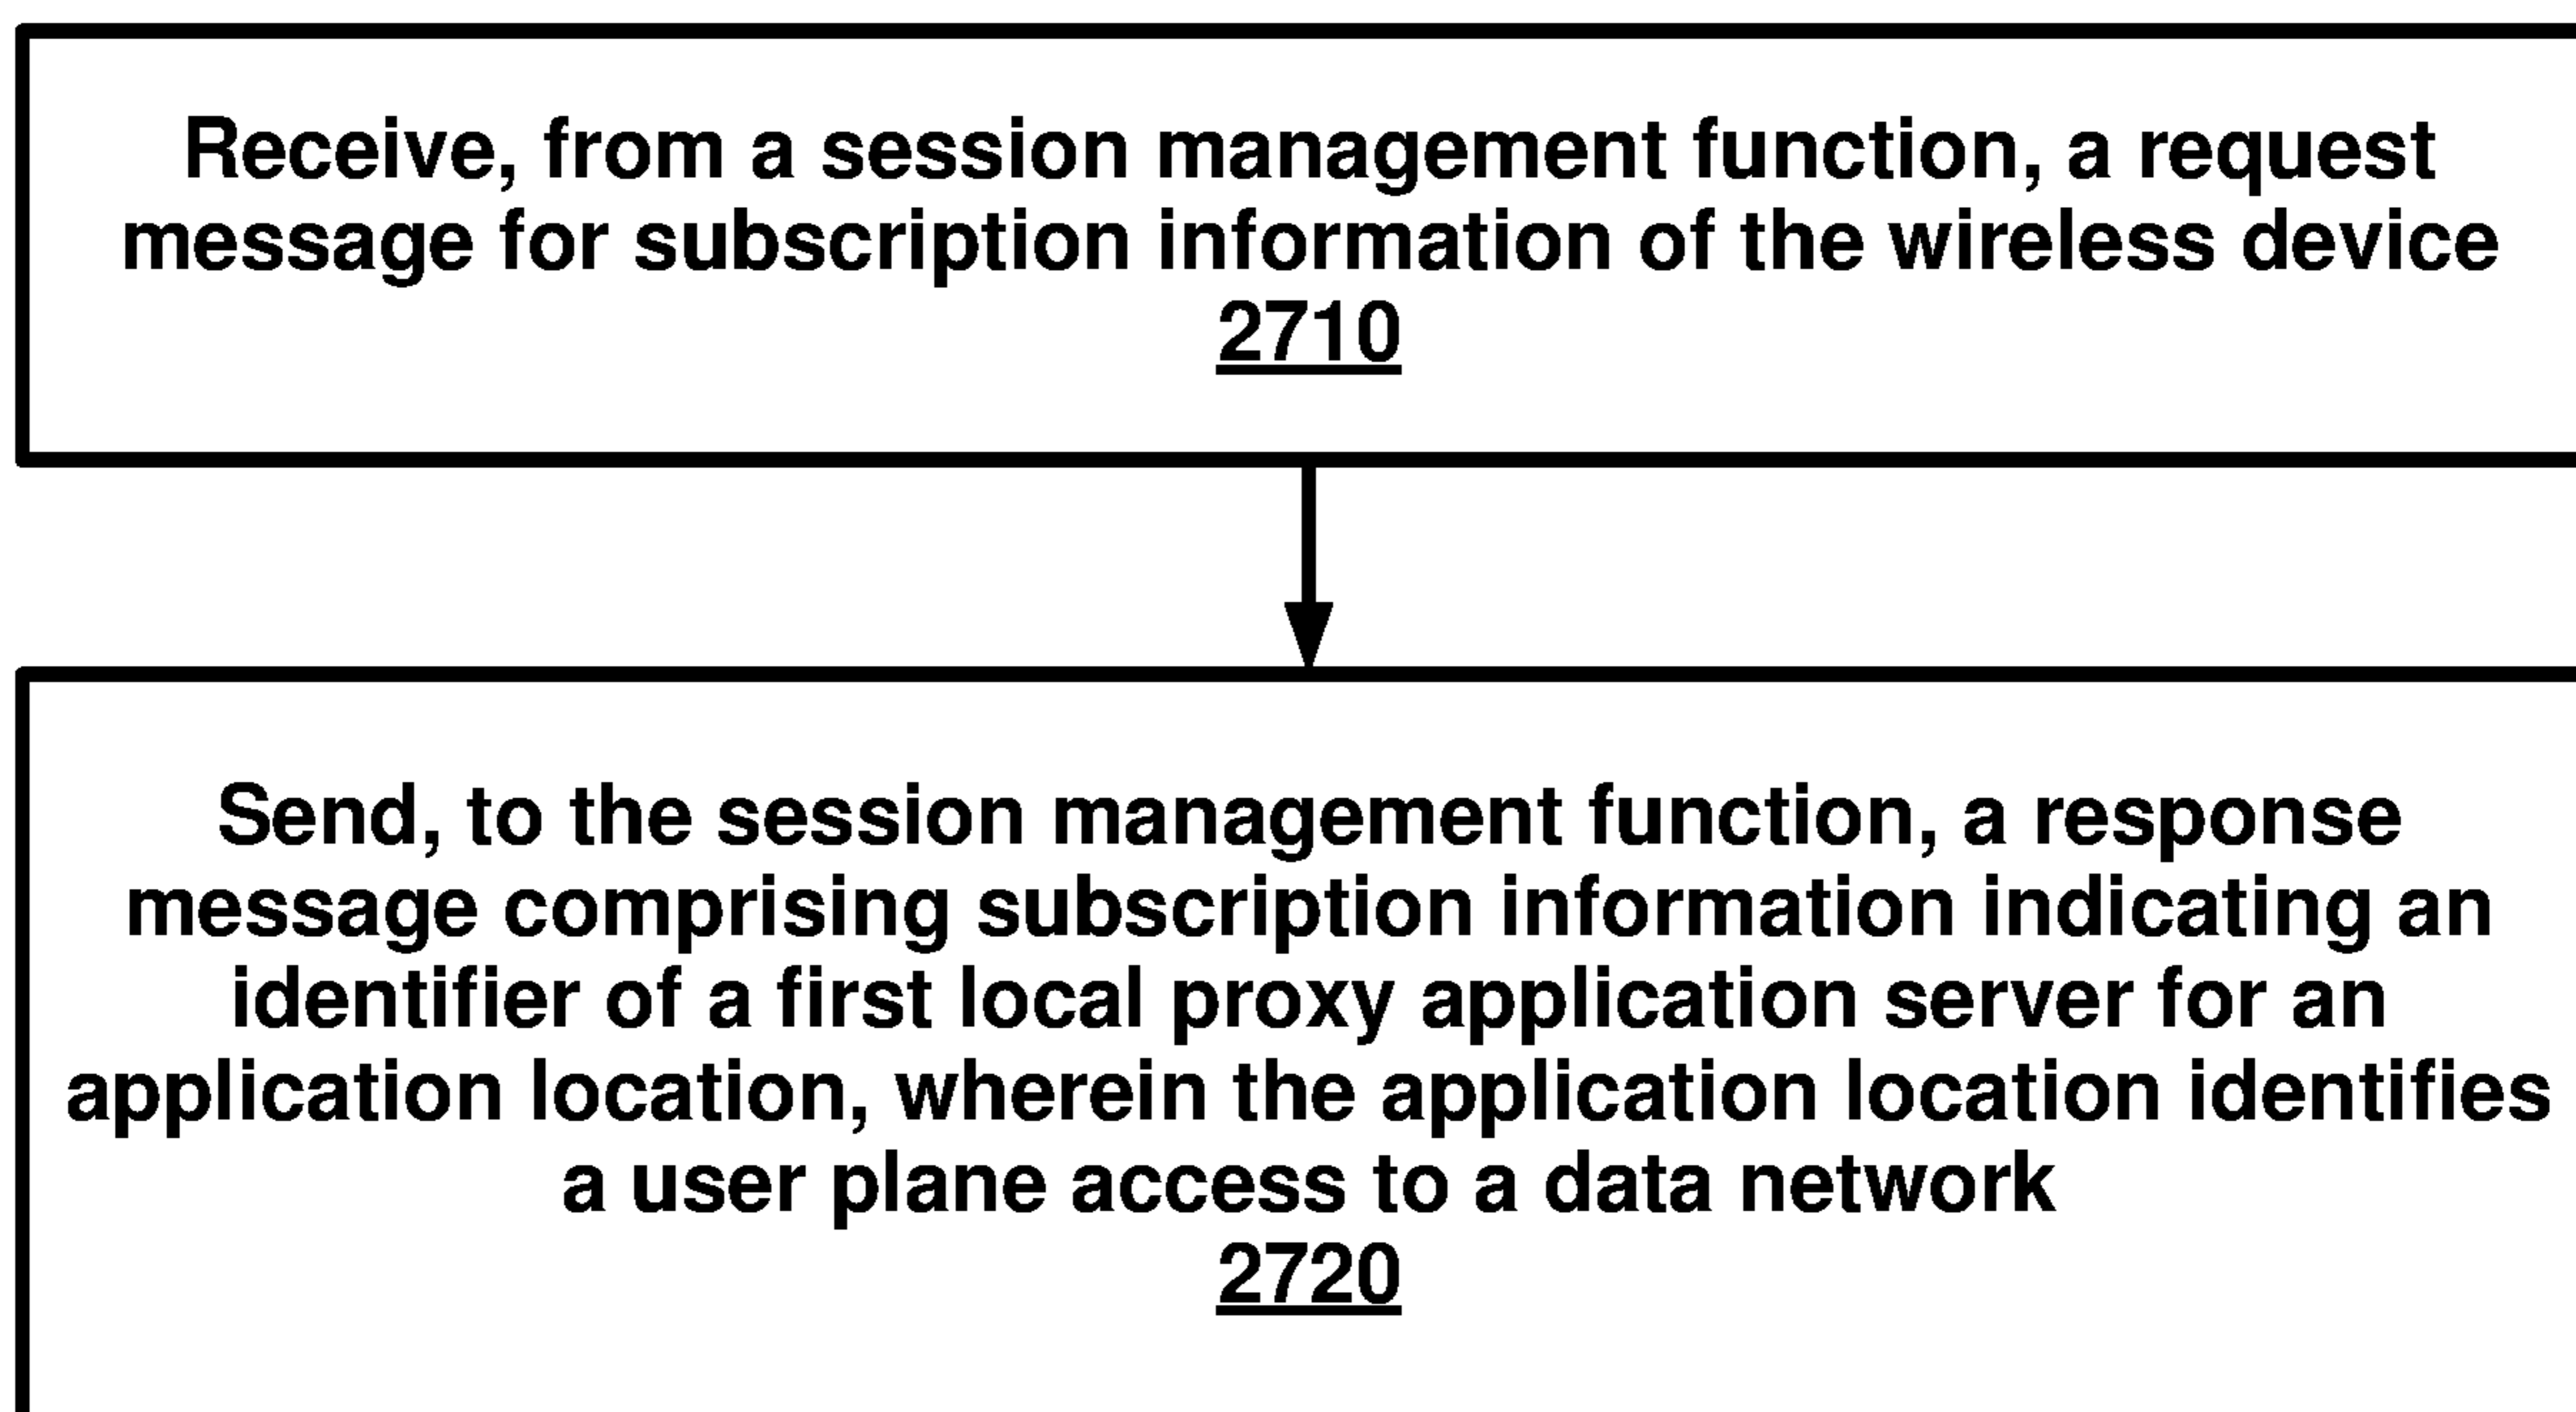 Receive, from a session management function, a request
message for subscription information of the wireless device
2710
Send, to the session management function, a response
message comprising subscription information indicating an
identifier of a first local proxy application server for an
application location, wherein the application location identifies
a user plane access to a data network
2720